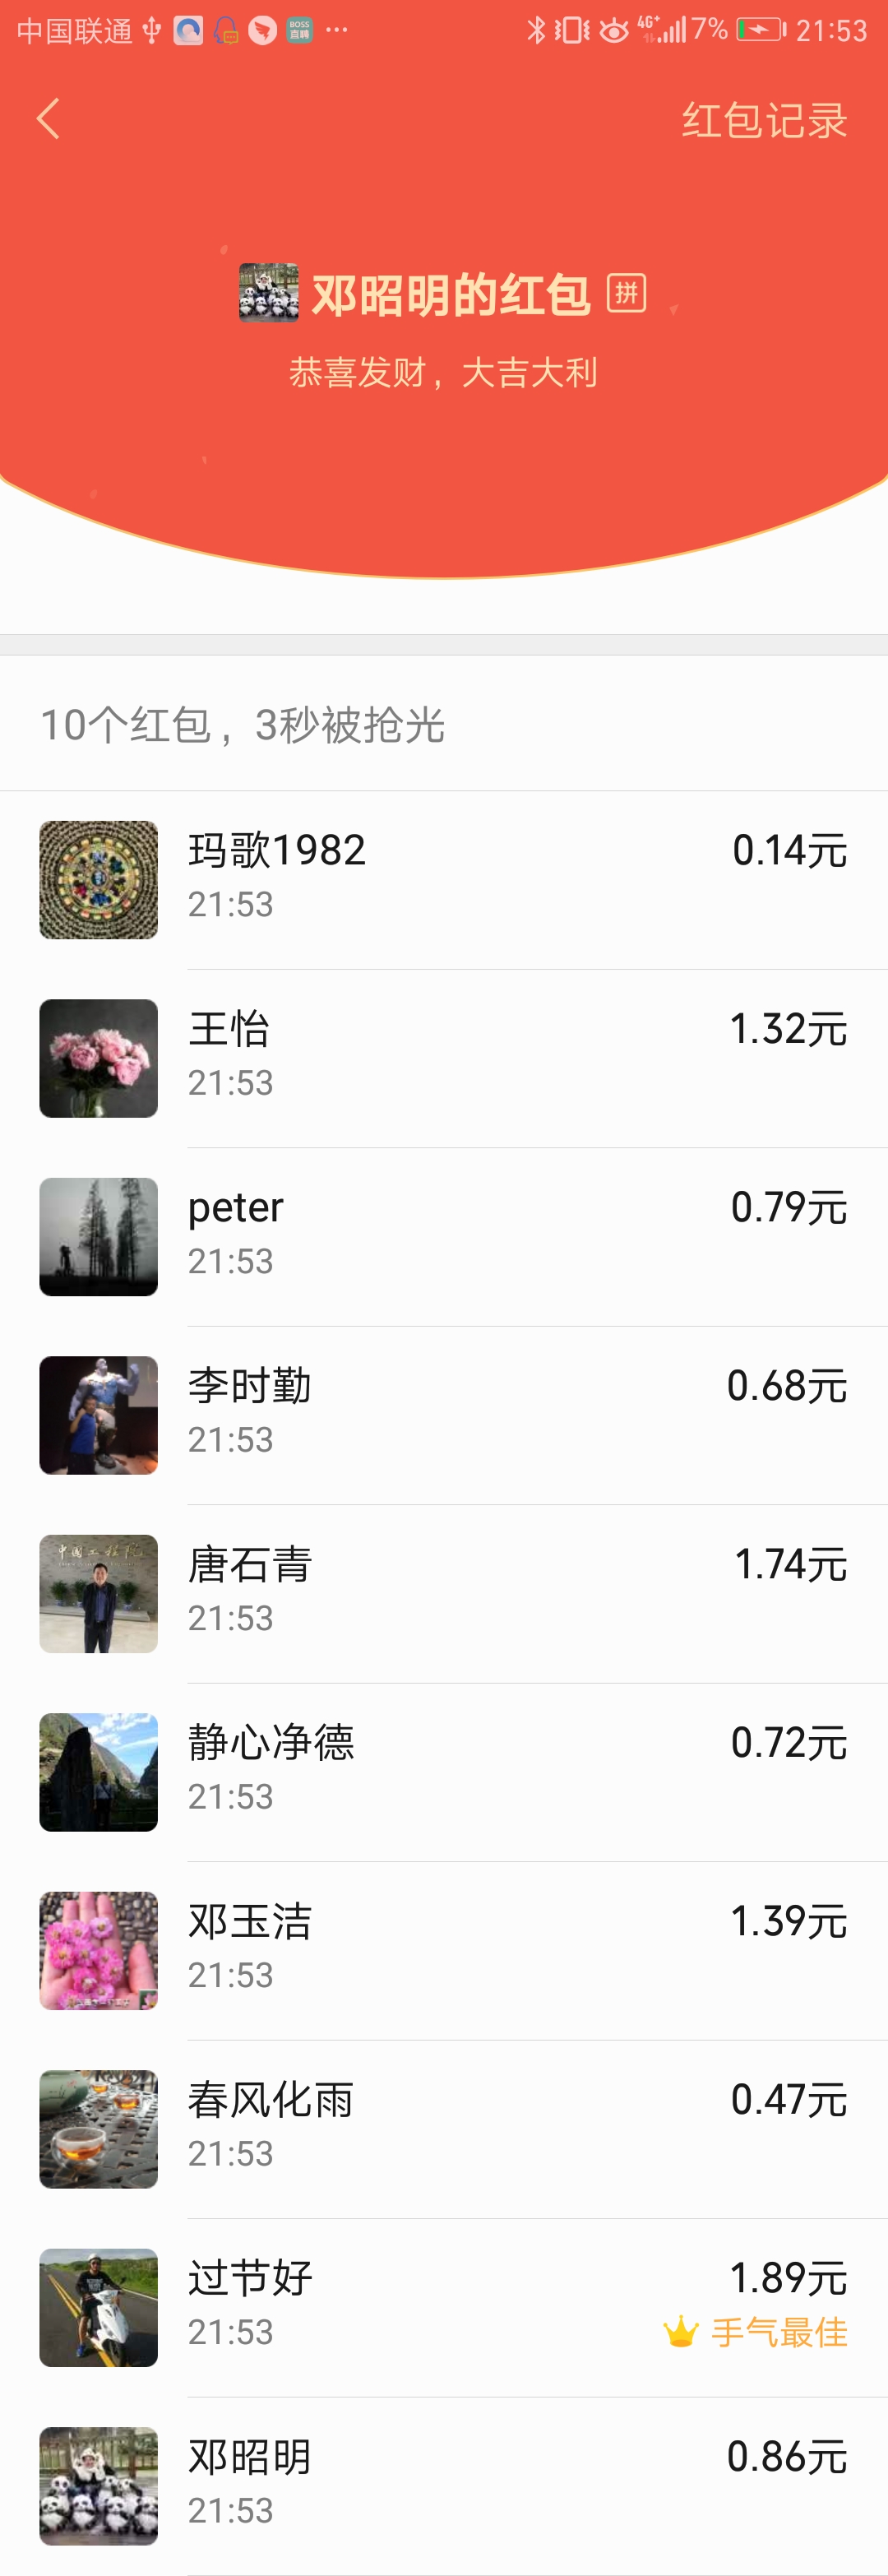 中国联通 BOSS直聘 ··· 4G+ 7% 21:53
红包记录
邓昭明的红包 拼
恭喜发财，大吉大利
10个红包，3秒被抢光
玛歌1982 0.14元
21:53
王怡 1.32元
21:53
peter 0.79元
21:53
李时勤 0.68元
21:53
中国工程院
唐石青 1.74元
21:53
静心净德 0.72元
21:53
邓玉洁 1.39元
21:53
春风化雨 0.47元
21:53
过节好 1.89元
21:53 手气最佳
邓昭明 0.86元
21:53